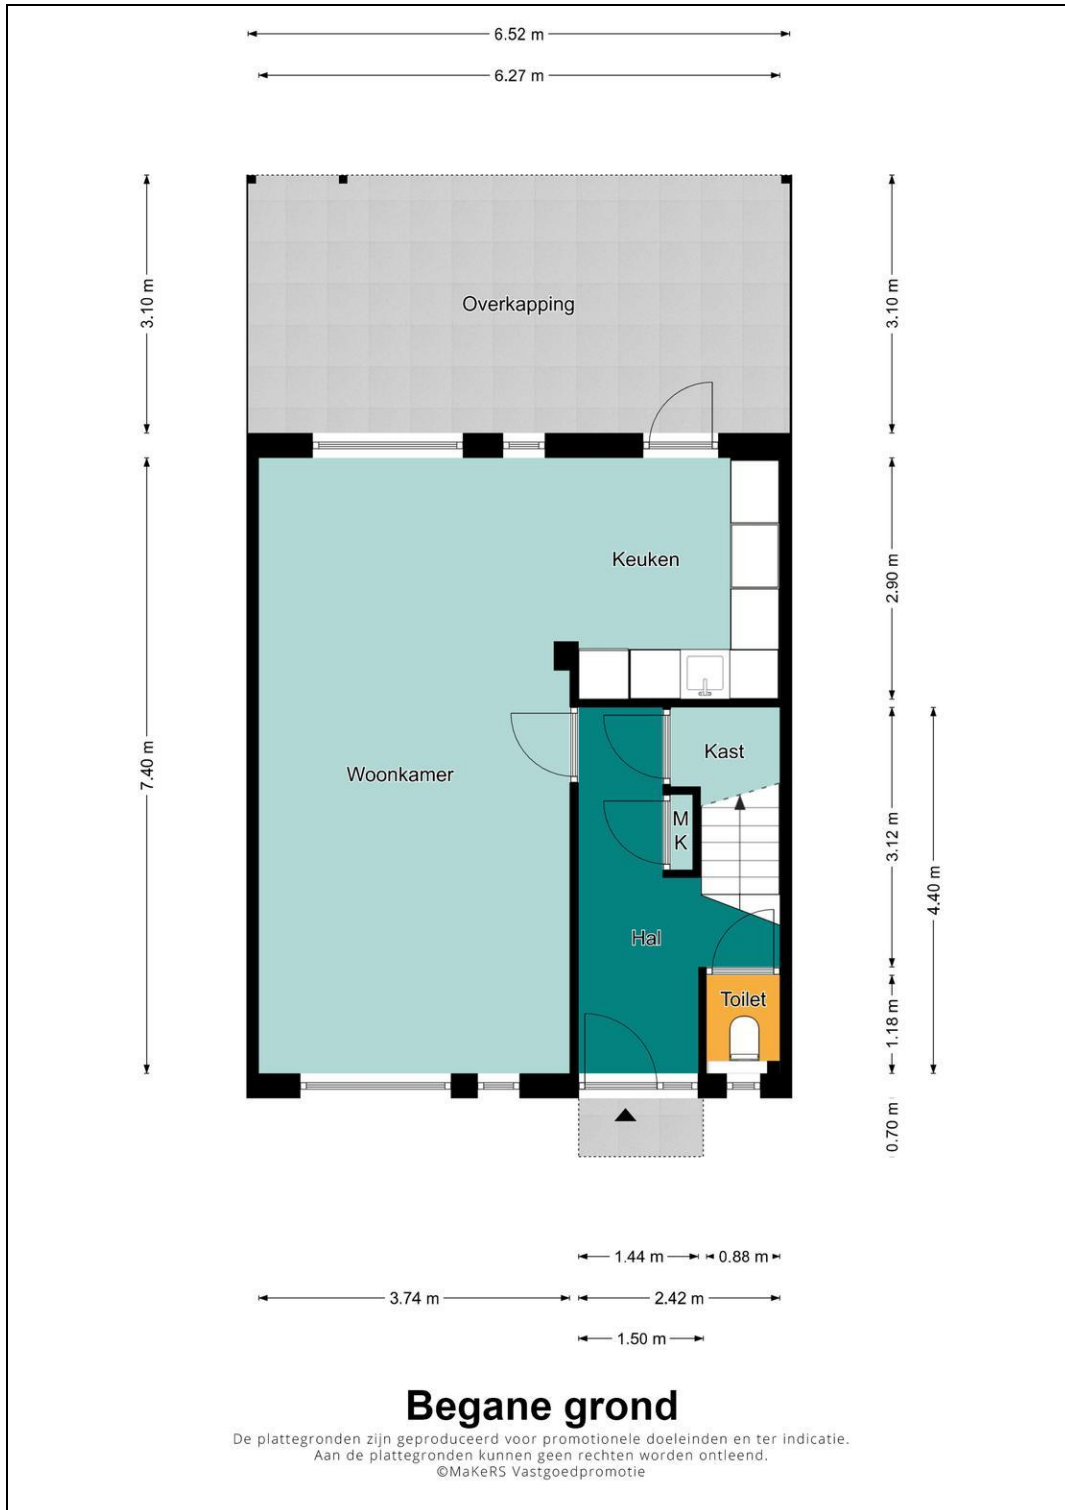 6.52 m
6.27 m
3.10 m
3.10 m
Overkapping
Keuken
2.90 m
7.40 m
Woonkamer
Kast
M
K
3.12 m
4.40 m
Hal
Toilet
1.18 m
0.70 m
1.44 m
0.88 m
3.74 m
2.42 m
1.50 m
Begane grond
De plattegronden zijn geproduceerd voor promotionele doeleinden en ter indicatie.
Aan de plattegronden kunnen geen rechten worden ontleend.
©MaKeRS Vastgoedpromotie